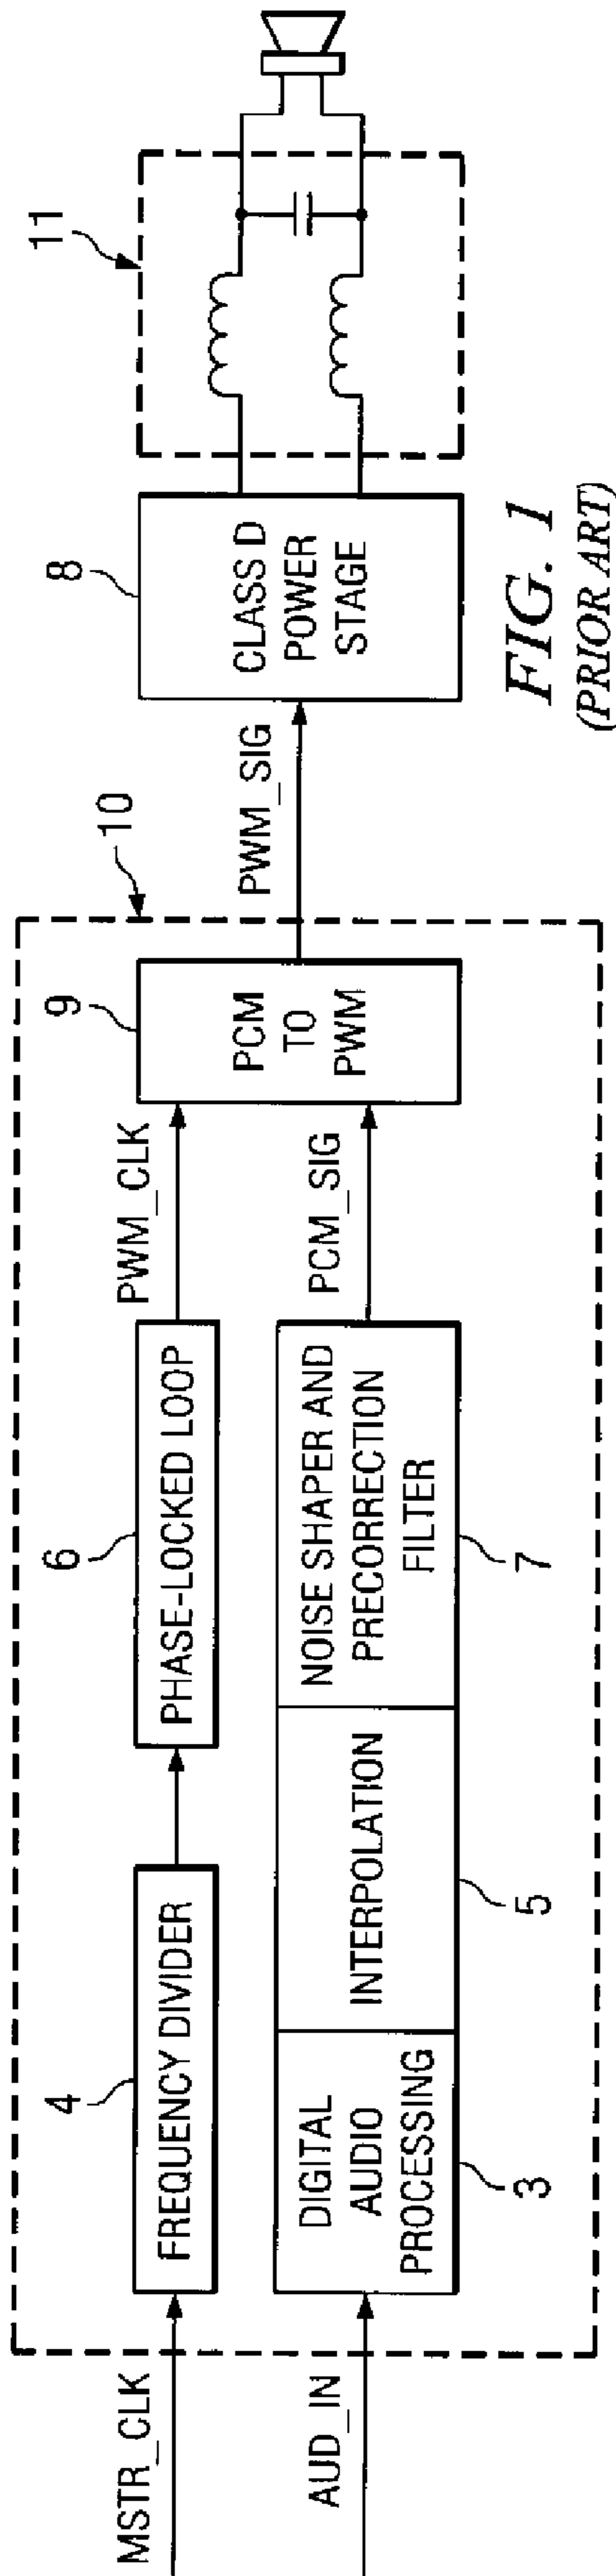 MSTR_CLK
AUD_IN
4
FREQUENCY DIVIDER
6
PHASE-LOCKED LOOP
PWM_CLK
DIGITAL
AUDIO
PROCESSING
3
INTERPOLATION
5
NOISE SHAPER AND
PRECORRECTION
FILTER
7
PCM_SIG
9
PCM
TO
PWM
10
PWM_SIG
8
CLASS D
POWER
STAGE
11
FIG. 1
(PRIOR ART)